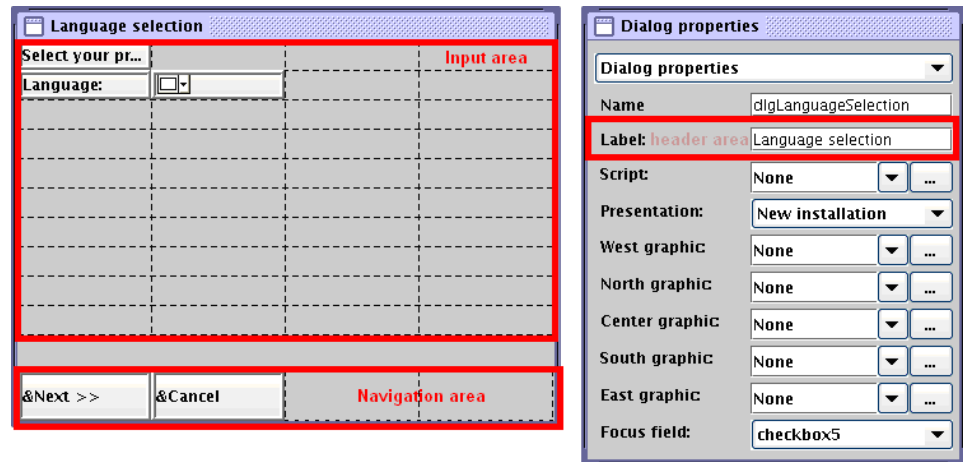 Language selection
Select your pr...
Input area
Language:
&Next >>
&Cancel
Navigation area
Dialog properties
Dialog properties
Name dlgLanguageSelection
Label: header area Language selection
Script: None ...
Presentation: New installation
West graphic: None ...
North graphic: None ...
Center graphic: None ...
South graphic: None ...
East graphic: None ...
Focus field: checkbox5